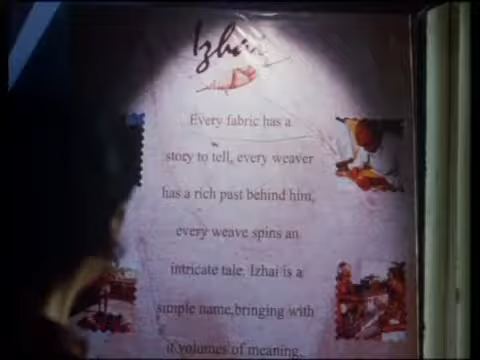 Izhai
Every fabric has a
story to tell, every weaver
has a rich past behind him,
every weave spins an
intricate tale. Izhai is a
simple name,bringing with
it volumes of meaning.